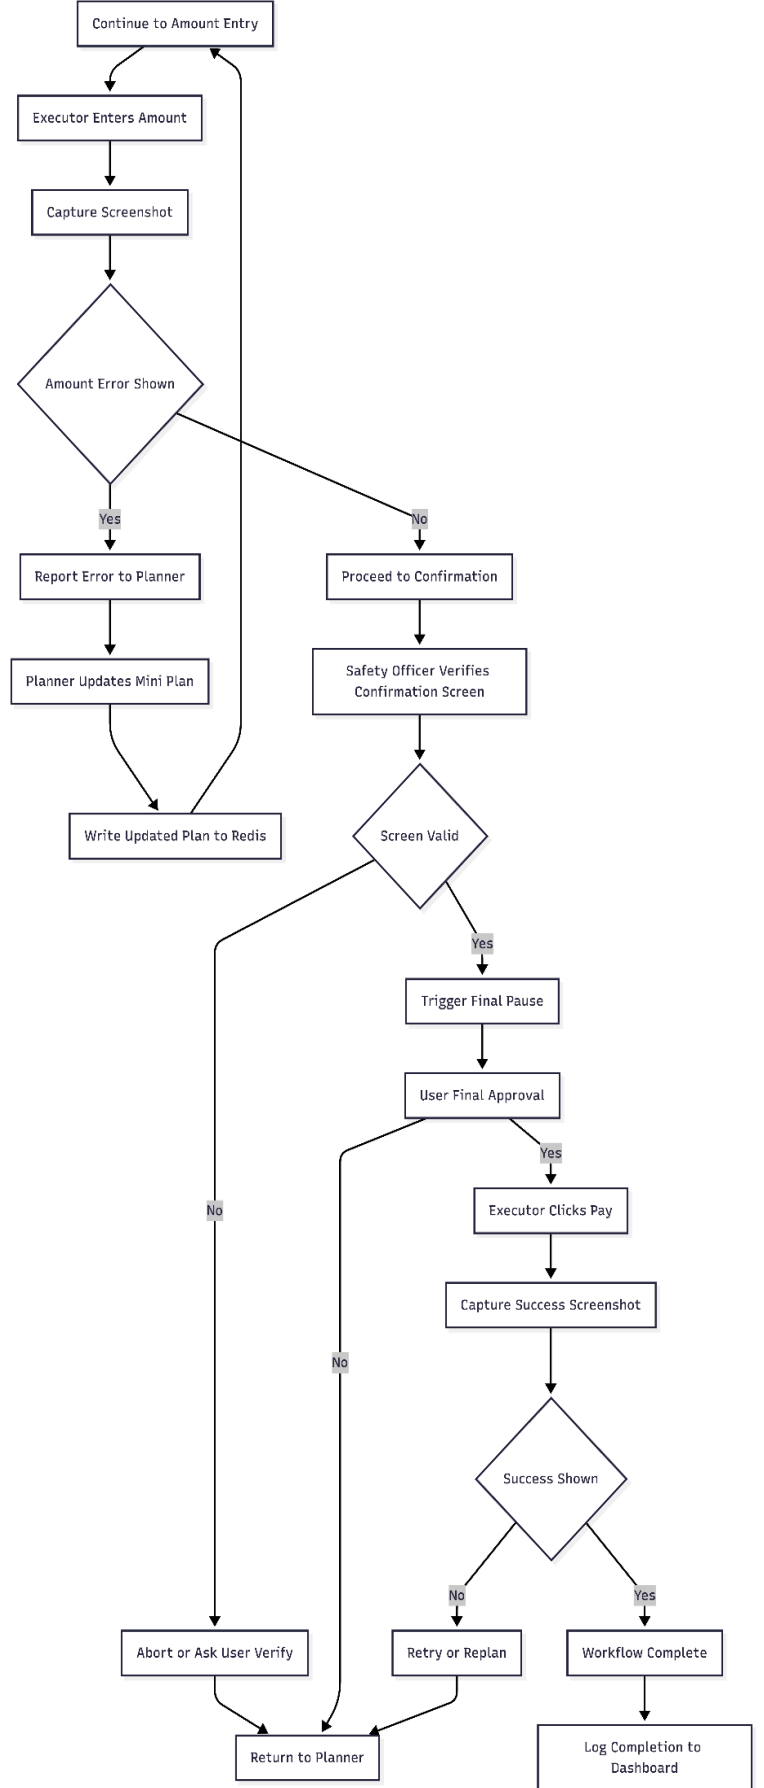 Continue to Amount Entry
Executor Enters Amount
Capture Screenshot
Amount Error Shown
Yes
No
Report Error to Planner
Proceed to Confirmation
Planner Updates Mini Plan
Safety Officer Verifies
Confirmation Screen
Write Updated Plan to Redis
Screen Valid
Yes
Trigger Final Pause
User Final Approval
Yes
Executor Clicks Pay
No
Capture Success Screenshot
No
Success Shown
No
Yes
Abort or Ask User Verify
Retry or Replan
Workflow Complete
Return to Planner
Log Completion to
Dashboard